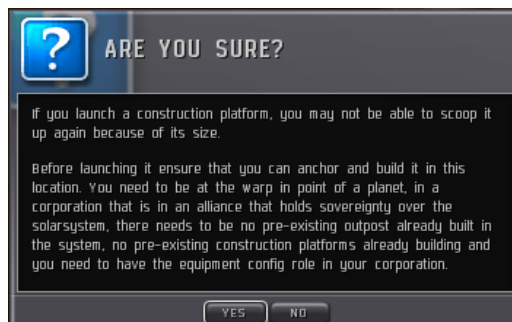 ARE YOU SURE?
If you launch a construction platform, you may not be able to scoop it
up again because of its size.
Before launching it ensure that you can anchor and build it in this
location. You need to be at the warp in point of a planet, in a
corporation that is in an alliance that holds sovereignty over the
solarsystem, there needs to be no pre-existing outpost already built in
the system, no pre-existing construction platforms already building and
you need to have the equipment config role in your corporation.
YES NO